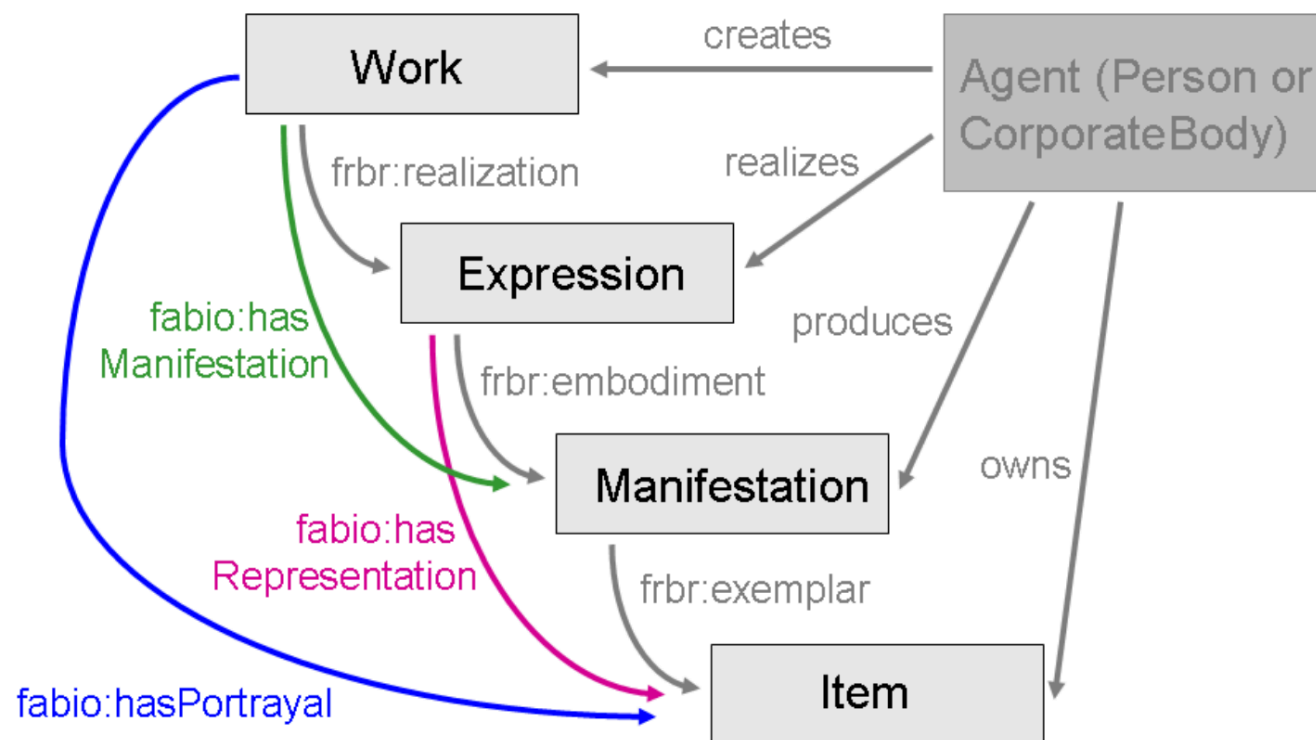 creates
Work
Agent (Person or
CorporateBody)
frbr:realization
realizes
Expression
fabio:has
Manifestation
produces
frbr:embodiment
owns
Manifestation
fabio:has
Representation
frbr:exemplar
Item
fabio:hasPortrayal